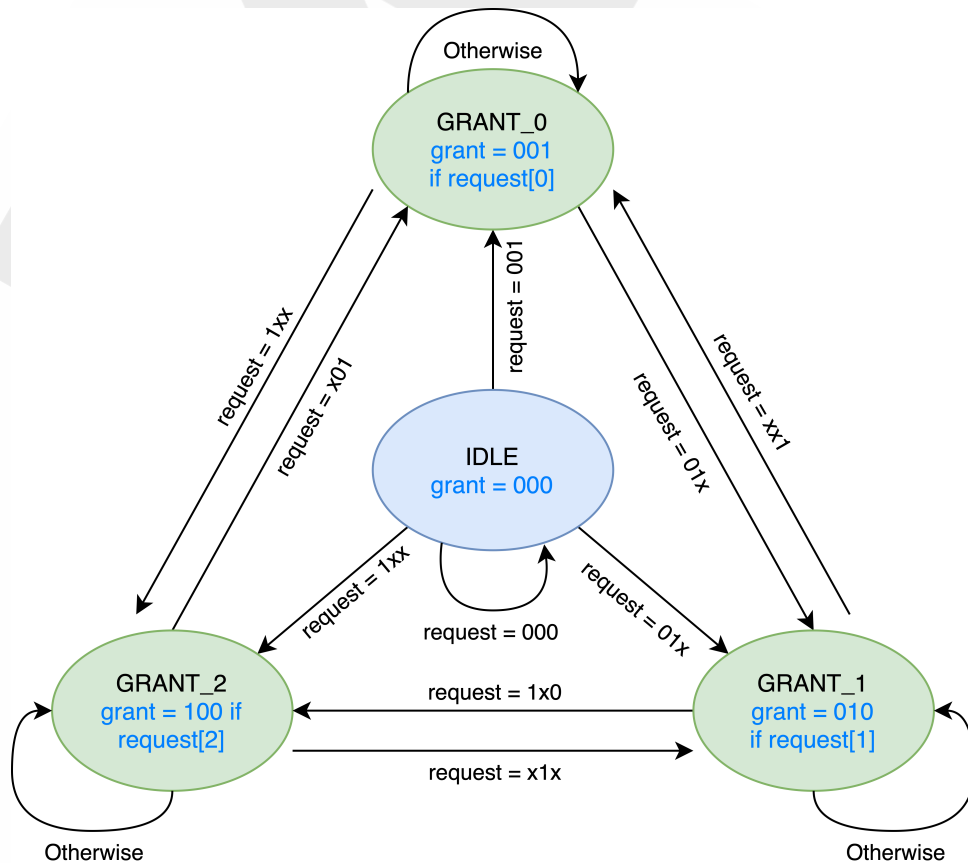 Otherwise
GRANT_0
grant = 001
if request[0]
request = 001
request = 1xx
request = x01
request = 01x
request = xx1
IDLE
grant = 000
request = 1xx
request = 01x
request = 000
GRANT_2
grant = 100 if
request[2]
request = 1x0
request = x1x
GRANT_1
grant = 010
if request[1]
Otherwise
Otherwise